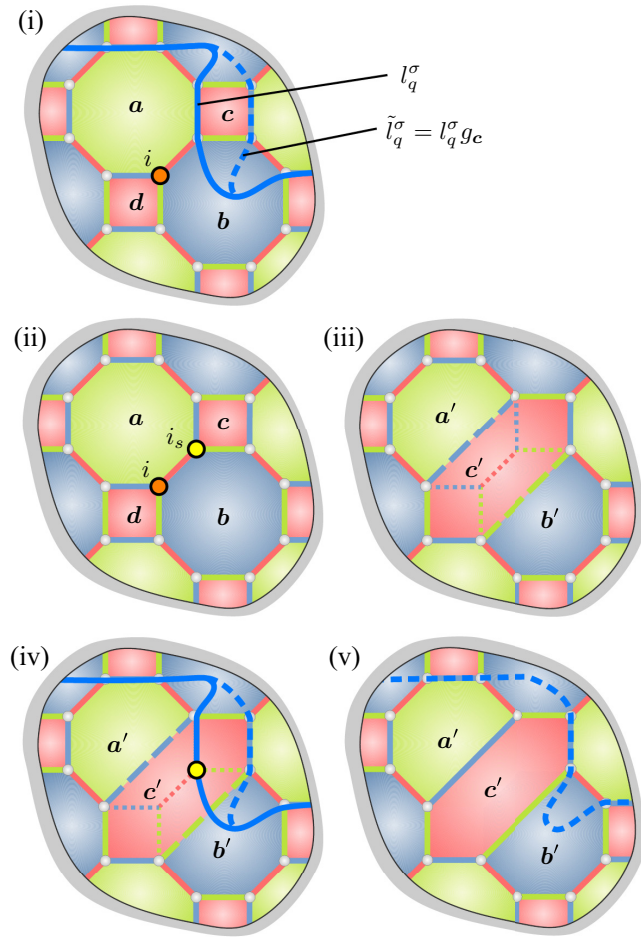 (i)
a
c
l_q^σ
l̃_q^σ = l_q^σ g_c
i
d
b
(ii)
(iii)
a
i_s
c
i
d
b
a′
c′
b′
(iv)
(v)
a′
c′
b′
a′
c′
b′